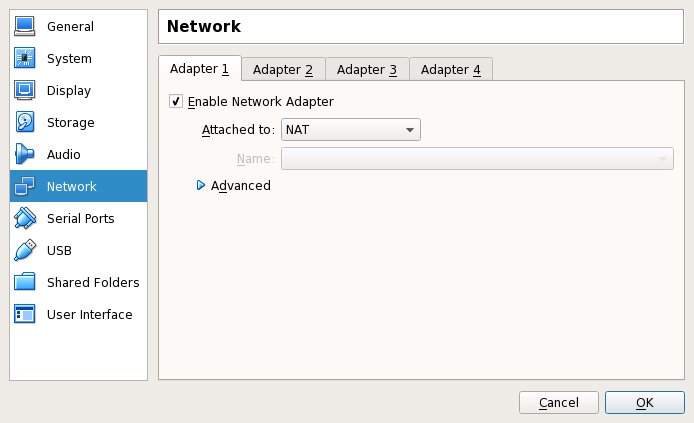 General
System
Display
Storage
Audio
Network
Serial Ports
USB
Shared Folders
User Interface
Network
Adapter 1
Adapter 2
Adapter 3
Adapter 4
Enable Network Adapter
Attached to: NAT
Name:
Advanced
Cancel
OK